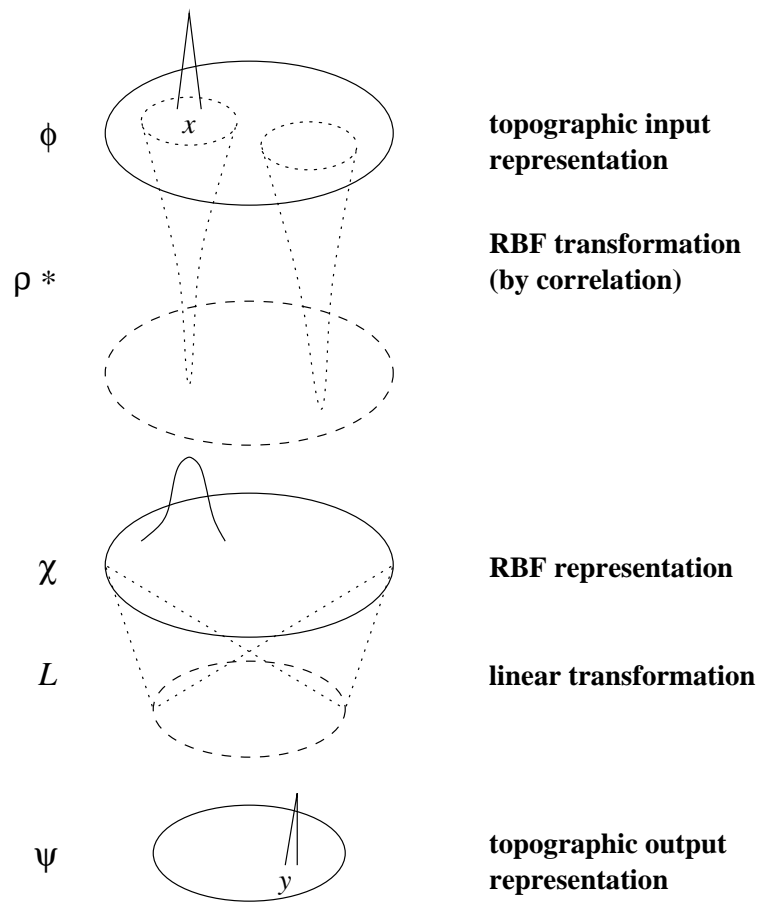 x
ϕ
topographic input
representation
RBF transformation
(by correlation)
ρ *
χ
RBF representation
L
linear transformation
ψ
y
topographic output
representation